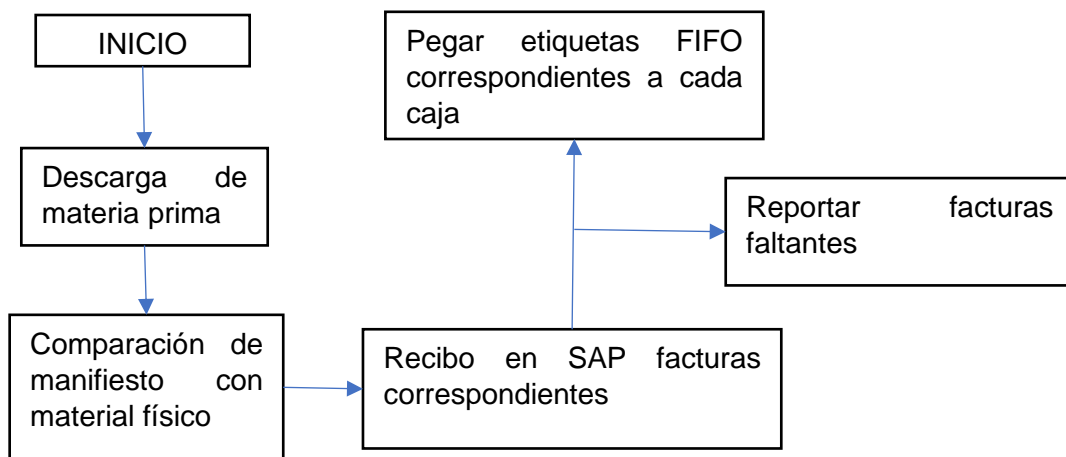 INICIO
Descarga de
materia prima
Comparación de
manifiesto con
material físico
Recibo en SAP facturas
correspondientes
Pegar etiquetas FIFO
correspondientes a cada
caja
Reportar facturas
faltantes